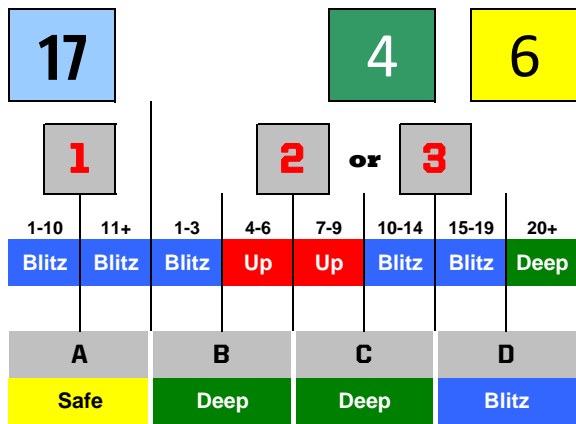 17 4 6
1 2 or 3
1-10 11+ 1-3 4-6 7-9 10-14 15-19 20+
Blitz Blitz Blitz Up Up Blitz Blitz Deep
A B C D
Safe Deep Deep Blitz